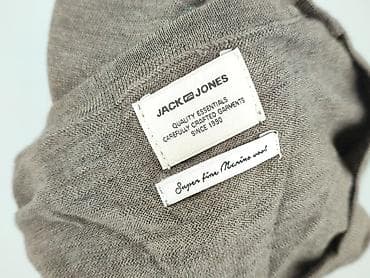 JACK & JONES
QUALITY ESSENTIALS
CAREFULLY CRAFTED GARMENTS
SINCE 1990
Super fine Merino wool